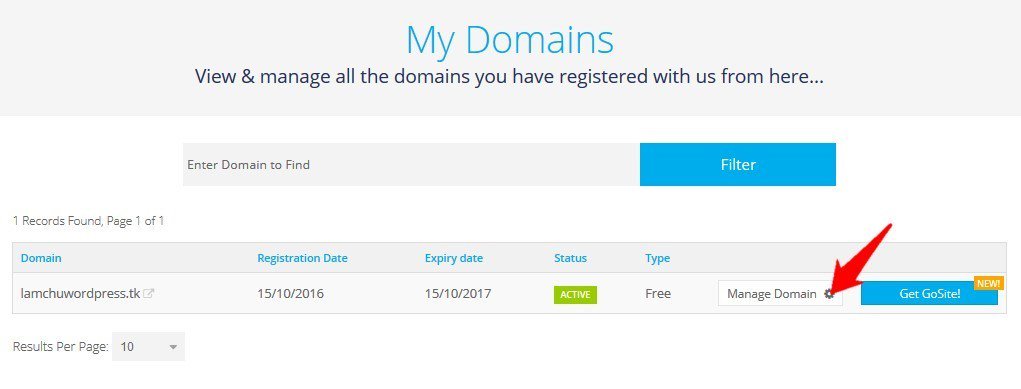 My Domains
View & manage all the domains you have registered with us from here...
Enter Domain to Find
Filter
1 Records Found, Page 1 of 1
Domain Registration Date Expiry date Status Type
NEW!
lamchuwordpress.tk 15/10/2016 15/10/2017 ACTIVE Free Manage Domain Get GoSite!
Results Per Page: 10